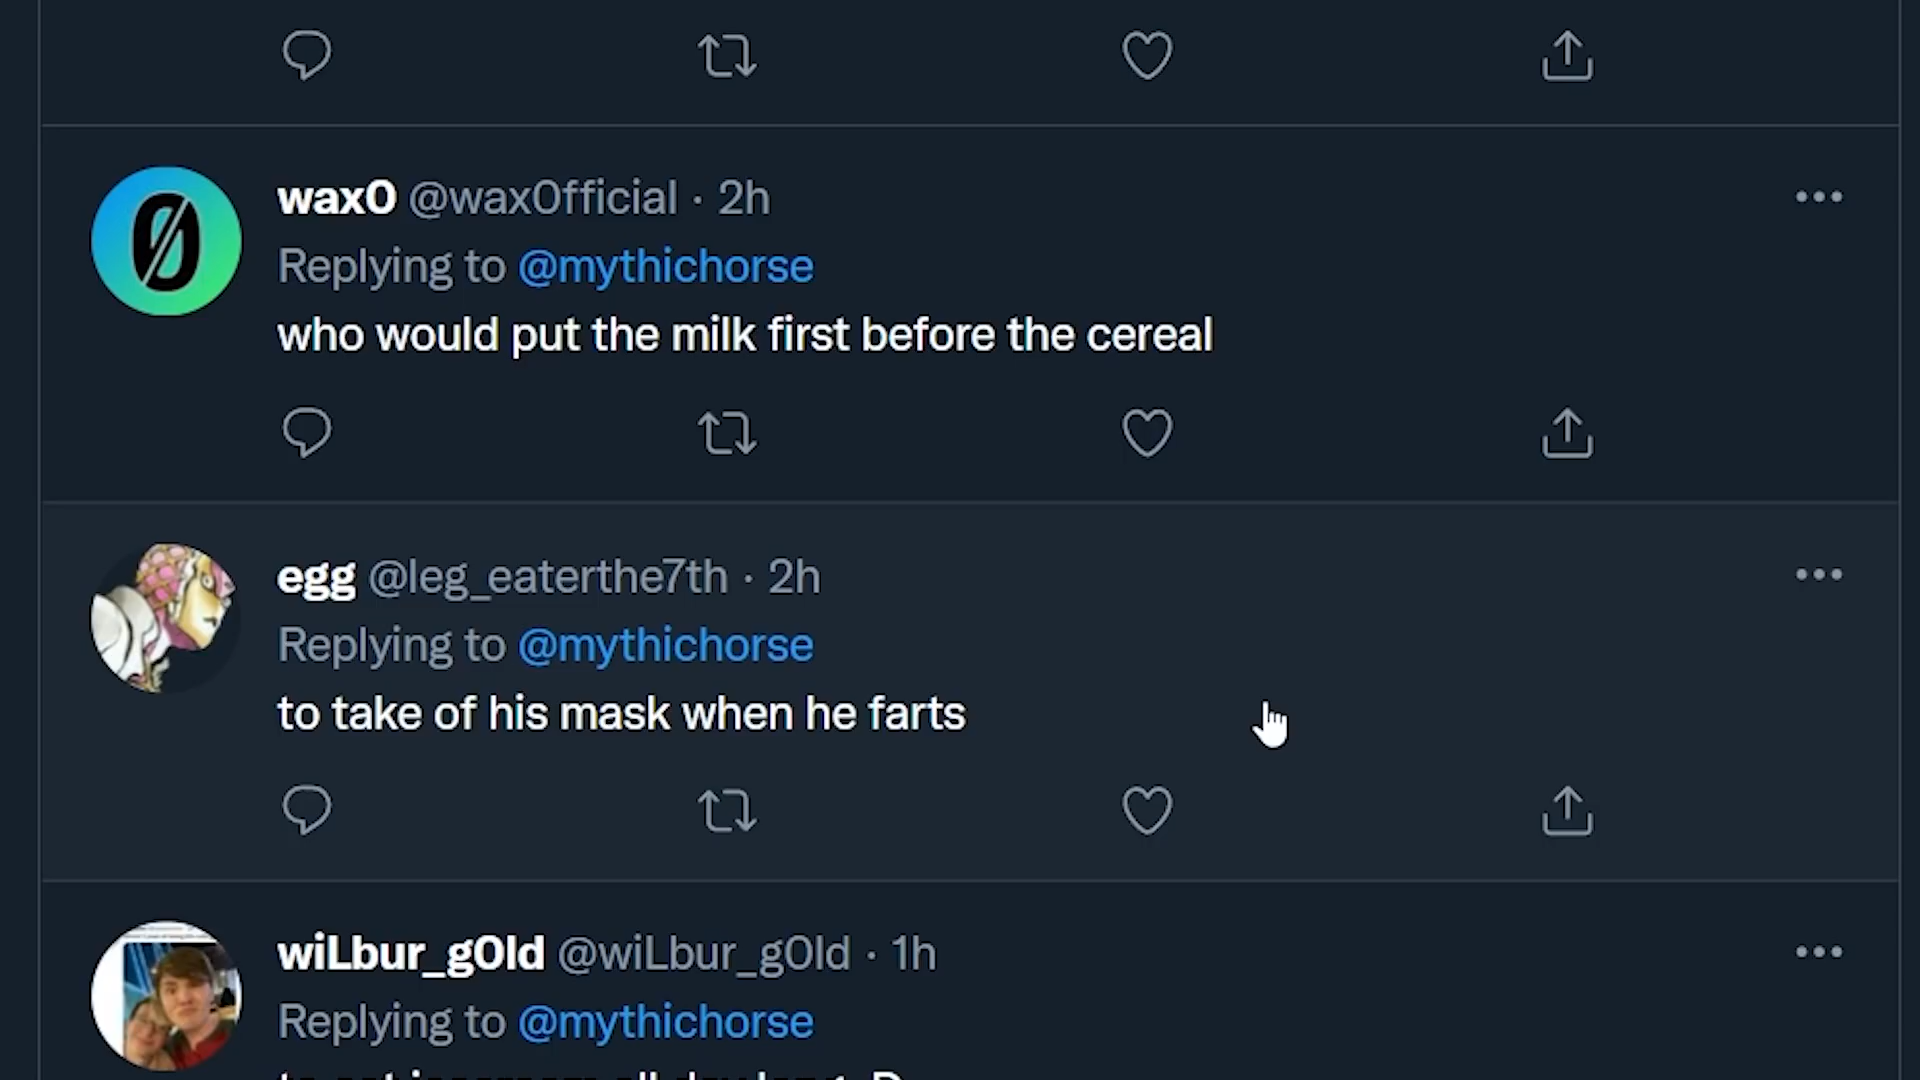 wax0 @wax0fficial · 2h
Replying to @mythichorse
who would put the milk first before the cereal
egg @leg_eaterthe7th · 2h
Replying to @mythichorse
to take of his mask when he farts
wiLbur_g0ld @wiLbur_g0ld · 1h
Replying to @mythichorse